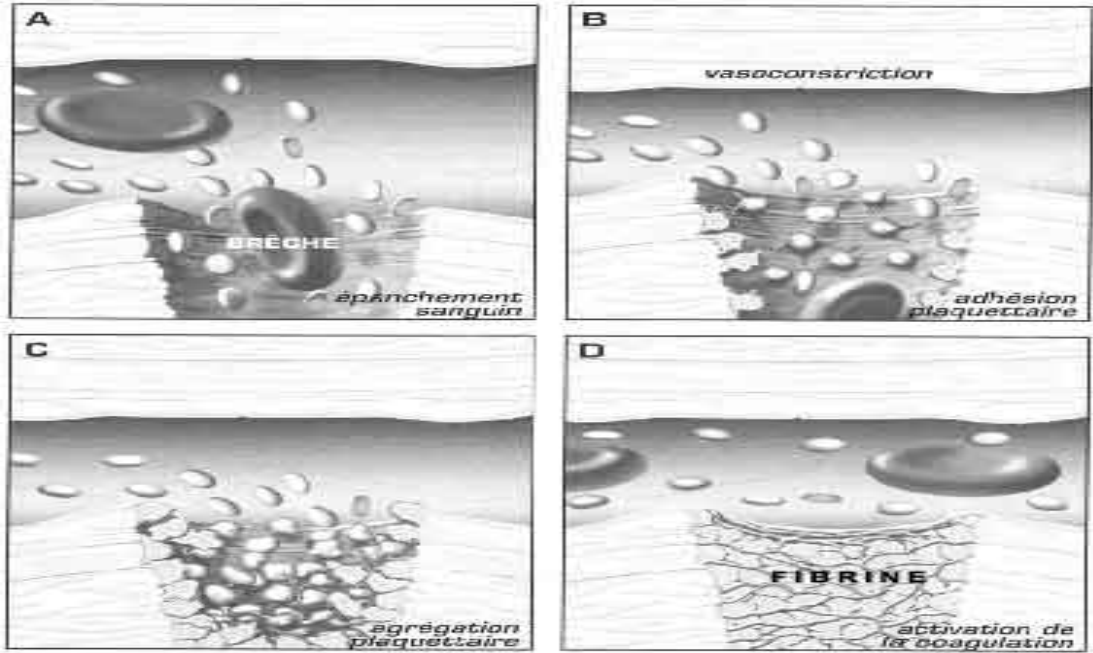 A
BRÈCHE
épanchement
sanguin
B
vasoconstriction
adhésion
plaquettaire
C
agrégation
plaquettaire
D
FIBRINE
activation de
la coagulation